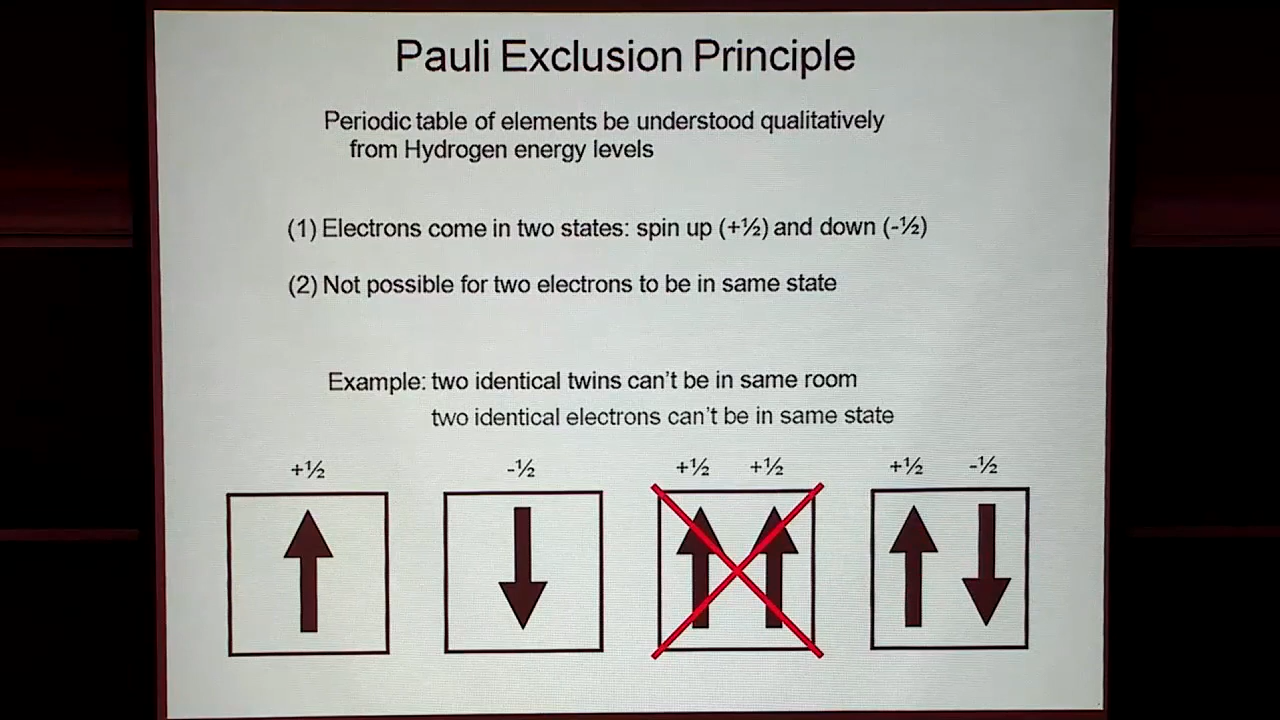 Pauli Exclusion Principle
Periodic table of elements be understood qualitatively
from Hydrogen energy levels
(1) Electrons come in two states: spin up (+½) and down (-½)
(2) Not possible for two electrons to be in same state
Example: two identical twins can't be in same room
two identical electrons can't be in same state
+½ -½ +½ +½ +½ -½